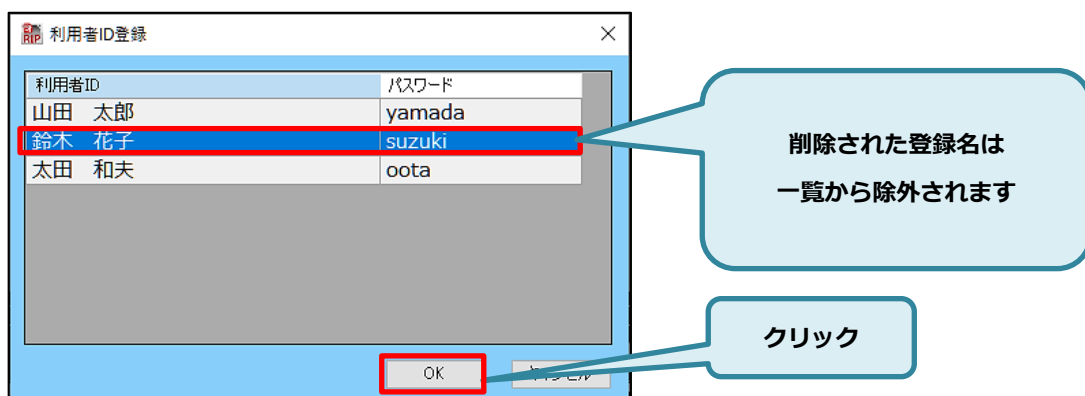 利用者ID登録
利用者ID パスワード
山田 太郎 yamada
鈴木 花子 suzuki
太田 和夫 oota
削除された登録名は
一覧から除外されます
クリック
OK